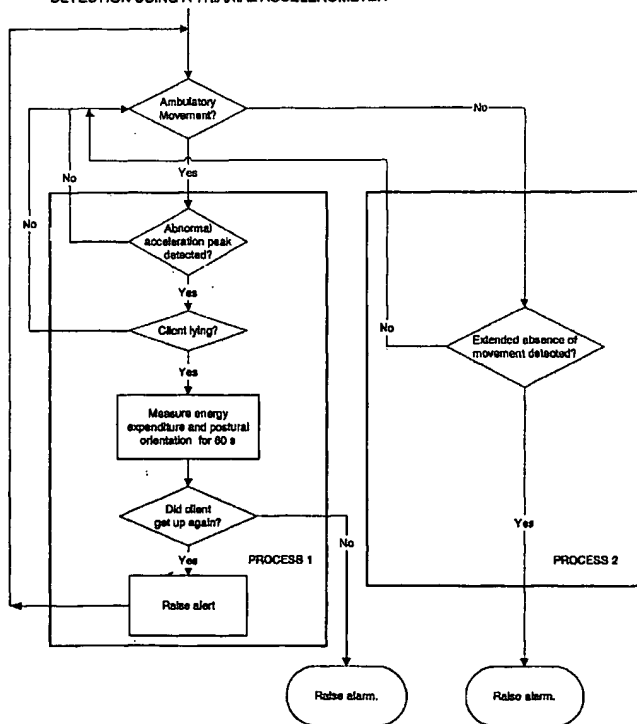 Ambulatory
Movement?
No
Yes
No
No
Abnormal
acceleration peak
detected?
Yes
Client lying?
No
Extended absence of
movement detected?
Yes
Measure energy
expenditure and postural
orientation for 60 s
Did client
get up again?
No
Yes
Yes
PROCESS 1
PROCESS 2
Raise alert
Raise alarm.
Raise alarm.